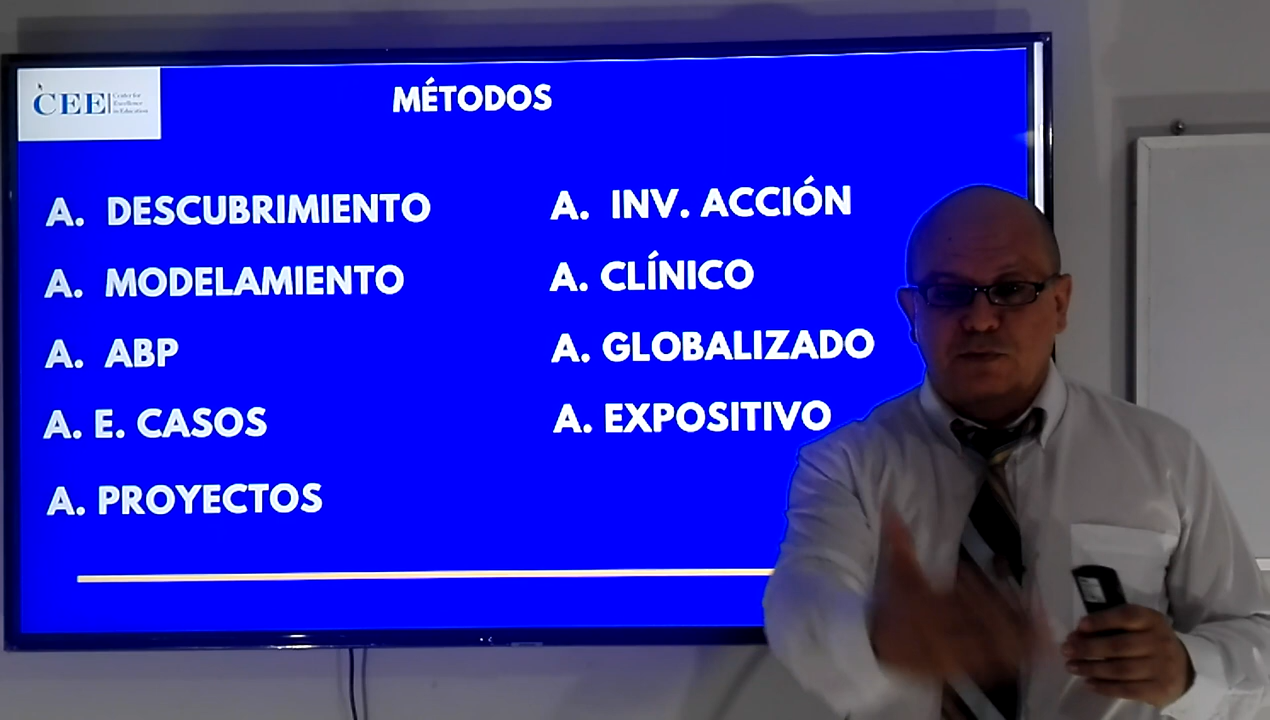 CEE
Center for
Excellence
in Education
MÉTODOS
A. DESCUBRIMIENTO
A. MODELAMIENTO
A. ABP
A. E. CASOS
A. PROYECTOS
A. INV. ACCIÓN
A. CLÍNICO
A. GLOBALIZADO
A. EXPOSITIVO